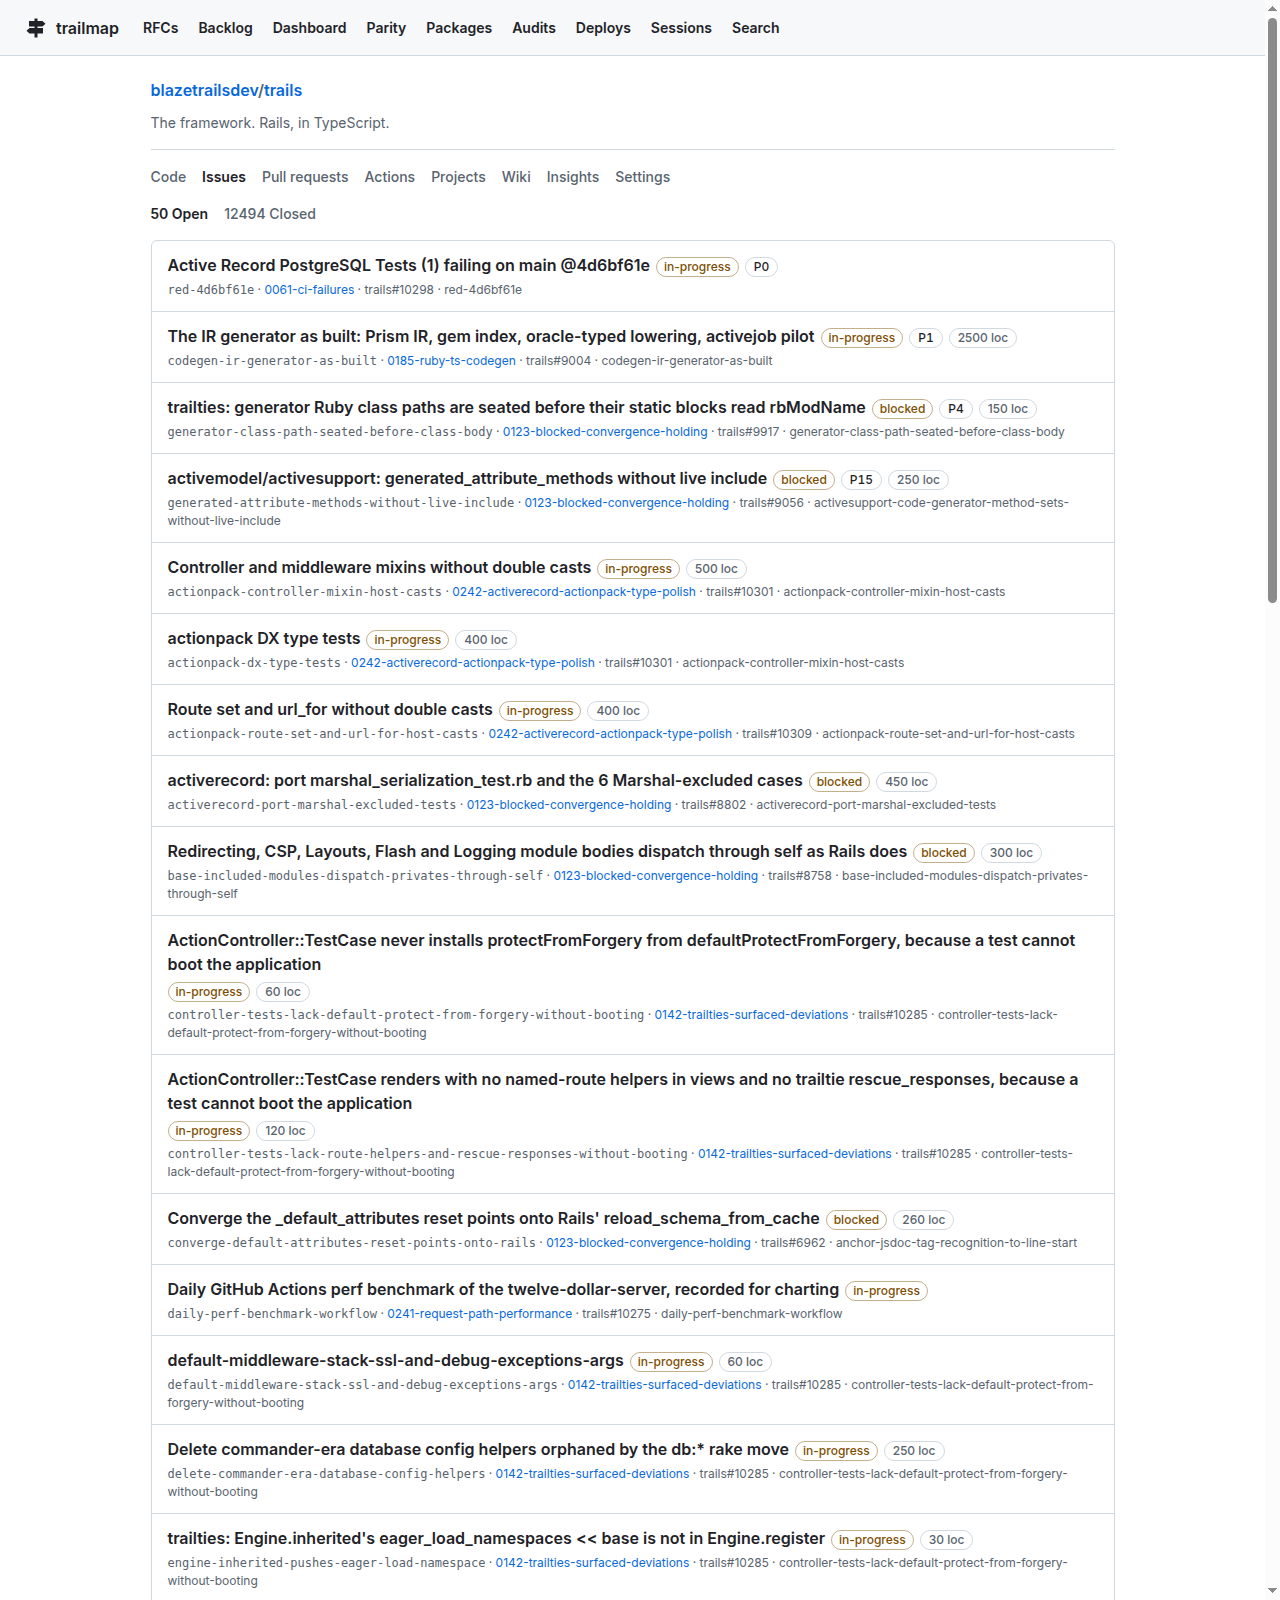 trailmap RFCs Backlog Dashboard Parity Packages Audits Deploys Sessions Search
blazetrailsdev/trails
The framework. Rails, in TypeScript.
Code Issues Pull requests Actions Projects Wiki Insights Settings
50 Open 12494 Closed
Active Record PostgreSQL Tests (1) failing on main @4d6bf61e in-progress P0
red-4d6bf61e · 0061-ci-failures · trails#10298 · red-4d6bf61e
The IR generator as built: Prism IR, gem index, oracle-typed lowering, activejob pilot in-progress P1 2500 loc
codegen-ir-generator-as-built · 0185-ruby-ts-codegen · trails#9004 · codegen-ir-generator-as-built
trailties: generator Ruby class paths are seated before their static blocks read rbModName blocked P4 150 loc
generator-class-path-seated-before-class-body · 0123-blocked-convergence-holding · trails#9917 · generator-class-path-seated-before-class-body
activemodel/activesupport: generated_attribute_methods without live include blocked P15 250 loc
generated-attribute-methods-without-live-include · 0123-blocked-convergence-holding · trails#9056 · activesupport-code-generator-method-sets-
without-live-include
Controller and middleware mixins without double casts in-progress 500 loc
actionpack-controller-mixin-host-casts · 0242-activerecord-actionpack-type-polish · trails#10301 · actionpack-controller-mixin-host-casts
actionpack DX type tests in-progress 400 loc
actionpack-dx-type-tests · 0242-activerecord-actionpack-type-polish · trails#10301 · actionpack-controller-mixin-host-casts
Route set and url_for without double casts in-progress 400 loc
actionpack-route-set-and-url-for-host-casts · 0242-activerecord-actionpack-type-polish · trails#10309 · actionpack-route-set-and-url-for-host-casts
activerecord: port marshal_serialization_test.rb and the 6 Marshal-excluded cases blocked 450 loc
activerecord-port-marshal-excluded-tests · 0123-blocked-convergence-holding · trails#8802 · activerecord-port-marshal-excluded-tests
Redirecting, CSP, Layouts, Flash and Logging module bodies dispatch through self as Rails does blocked 300 loc
base-included-modules-dispatch-privates-through-self · 0123-blocked-convergence-holding · trails#8758 · base-included-modules-dispatch-privates-
through-self
ActionController::TestCase never installs protectFromForgery from defaultProtectFromForgery, because a test cannot
boot the application
in-progress 60 loc
controller-tests-lack-default-protect-from-forgery-without-booting · 0142-trailties-surfaced-deviations · trails#10285 · controller-tests-lack-
default-protect-from-forgery-without-booting
ActionController::TestCase renders with no named-route helpers in views and no trailtie rescue_responses, because a
test cannot boot the application
in-progress 120 loc
controller-tests-lack-route-helpers-and-rescue-responses-without-booting · 0142-trailties-surfaced-deviations · trails#10285 · controller-tests-
lack-default-protect-from-forgery-without-booting
Converge the _default_attributes reset points onto Rails' reload_schema_from_cache blocked 260 loc
converge-default-attributes-reset-points-onto-rails · 0123-blocked-convergence-holding · trails#6962 · anchor-jsdoc-tag-recognition-to-line-start
Daily GitHub Actions perf benchmark of the twelve-dollar-server, recorded for charting in-progress
daily-perf-benchmark-workflow · 0241-request-path-performance · trails#10275 · daily-perf-benchmark-workflow
default-middleware-stack-ssl-and-debug-exceptions-args in-progress 60 loc
default-middleware-stack-ssl-and-debug-exceptions-args · 0142-trailties-surfaced-deviations · trails#10285 · controller-tests-lack-default-protect-from-
forgery-without-booting
Delete commander-era database config helpers orphaned by the db:* rake move in-progress 250 loc
delete-commander-era-database-config-helpers · 0142-trailties-surfaced-deviations · trails#10285 · controller-tests-lack-default-protect-from-forgery-
without-booting
trailties: Engine.inherited's eager_load_namespaces << base is not in Engine.register in-progress 30 loc
engine-inherited-pushes-eager-load-namespace · 0142-trailties-surfaced-deviations · trails#10285 · controller-tests-lack-default-protect-from-forgery-
without-booting